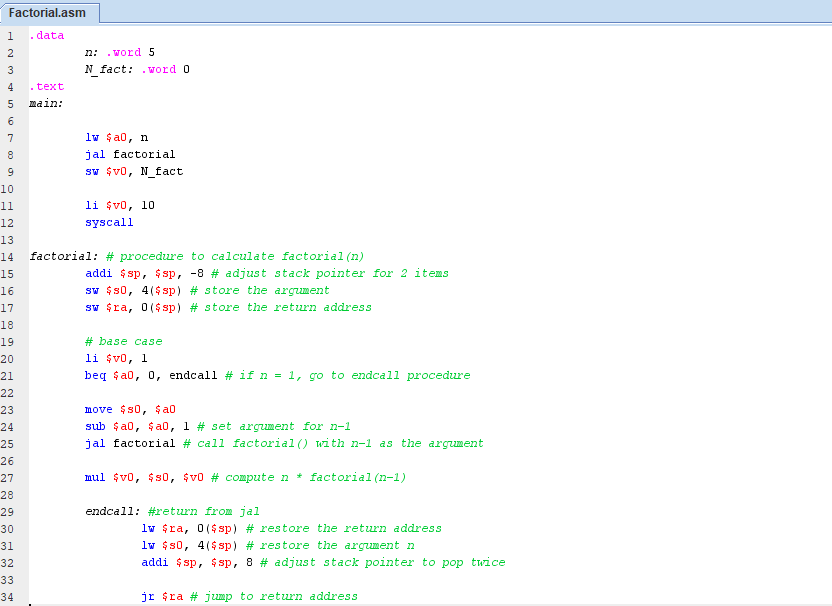 Factorial.asm
1 .data
2 n: .word 5
3 N_fact: .word 0
4 .text
5 main:
6
7 lw $a0, n
8 jal factorial
9 sw $v0, N_fact
10
11 li $v0, 10
12 syscall
13
14 factorial: # procedure to calculate factorial(n)
15 addi $sp, $sp, -8 # adjust stack pointer for 2 items
16 sw $s0, 4($sp) # store the argument
17 sw $ra, 0($sp) # store the return address
18
19 # base case
20 li $v0, 1
21 beq $a0, 0, endcall # if n = 1, go to endcall procedure
22
23 move $s0, $a0
24 sub $a0, $a0, 1 # set argument for n-1
25 jal factorial # call factorial() with n-1 as the argument
26
27 mul $v0, $s0, $v0 # compute n * factorial(n-1)
28
29 endcall: #return from jal
30 lw $ra, 0($sp) # restore the return address
31 lw $s0, 4($sp) # restore the argument n
32 addi $sp, $sp, 8 # adjust stack pointer to pop twice
33
34 jr $ra # jump to return address